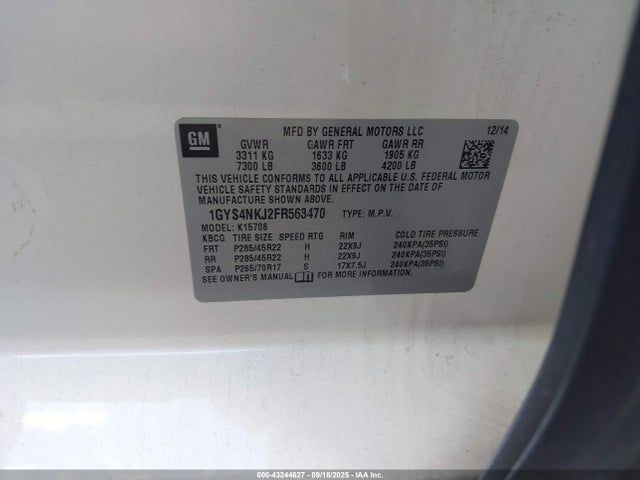 GM
MFD BY GENERAL MOTORS LLC 12/14
GVWR GAWR FRT GAWR RR
3311 KG 1633 KG 1905 KG
7300 LB 3600 LB 4200 LB
THIS VEHICLE CONFORMS TO ALL APPLICABLE U.S. FEDERAL MOTOR
VEHICLE SAFETY STANDARDS IN EFFECT ON THE DATE OF
MANUFACTURE SHOWN ABOVE.
1GYS4NKJ2FR563470 TYPE: M.P.V.
MODEL: K15706
KBCG TIRE SIZE SPEED RTG RIM COLD TIRE PRESSURE
FRT P285/45R22 H 22X9J 240KPA(35PSI)
RR P285/45R22 H 22X9J 240KPA(35PSI)
SPA P265/70R17 S 17X7.5J 240KPA(35PSI)
SEE OWNER'S MANUAL FOR MORE INFORMATION
000-43244627 09/18/2025 IAAI.COM